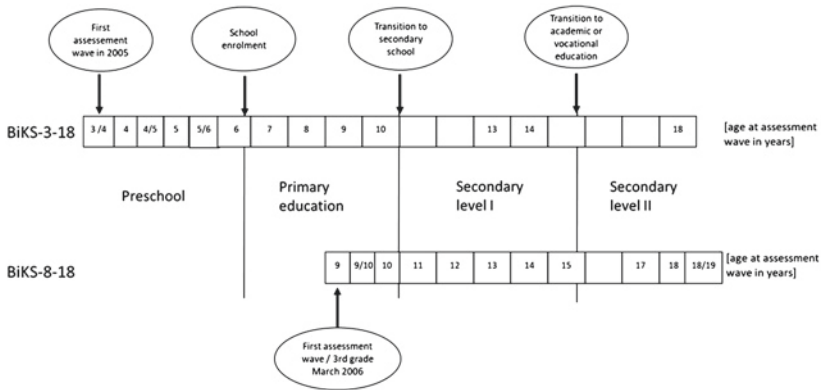 First
assessement
wave in 2005
School
enrolment
Transition to
secondary
school
Transition to
academic or
vocational
education
BiKS-3-18
3 /4 4 4/5 5 5/6 6 7 8 9 10 13 14 18
[age at assessment
wave in years]
Preschool
Primary
education
Secondary
level I
Secondary
level II
BiKS-8-18
9 9/10 10 11 12 13 14 15 17 18 18/19
[age at assessment
wave in years]
First assessment
wave / 3rd grade
March 2006